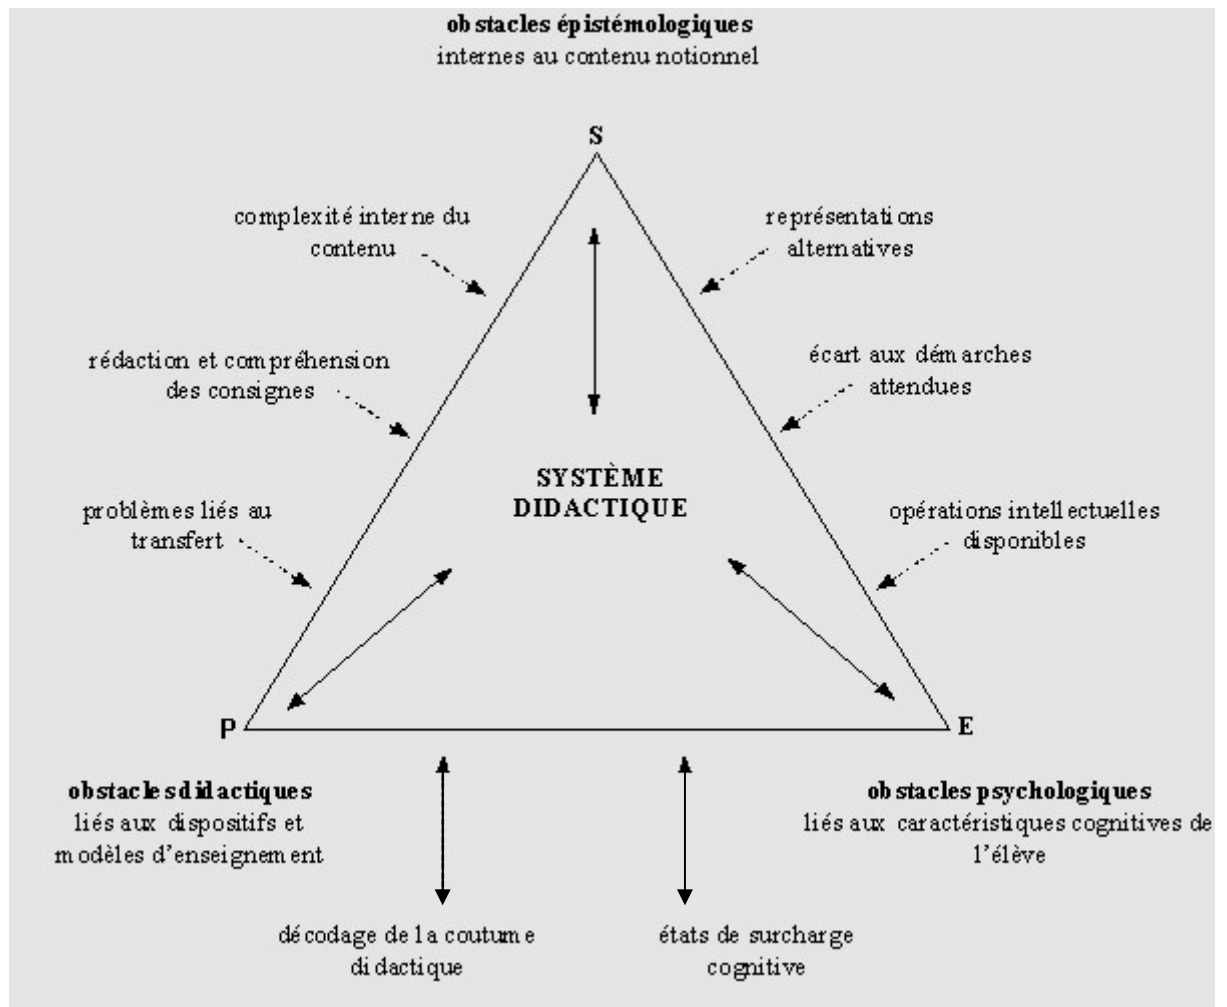 obstacles épistémologiques
internes au contenu notionnel
S
complexité interne du
contenu
représentations
alternatives
rédaction et compréhension
des consignes
écart aux démarches
attendues
SYSTÈME
DIDACTIQUE
problèmes liés au
transfert
opérations intellectuelles
disponibles
P
E
obstacles didactiques
liés aux dispositifs et
modèles d'enseignement
obstacles psychologiques
liés aux caractéristiques cognitives de
l'élève
décodage de la coutume
didactique
états de surcharge
cognitive